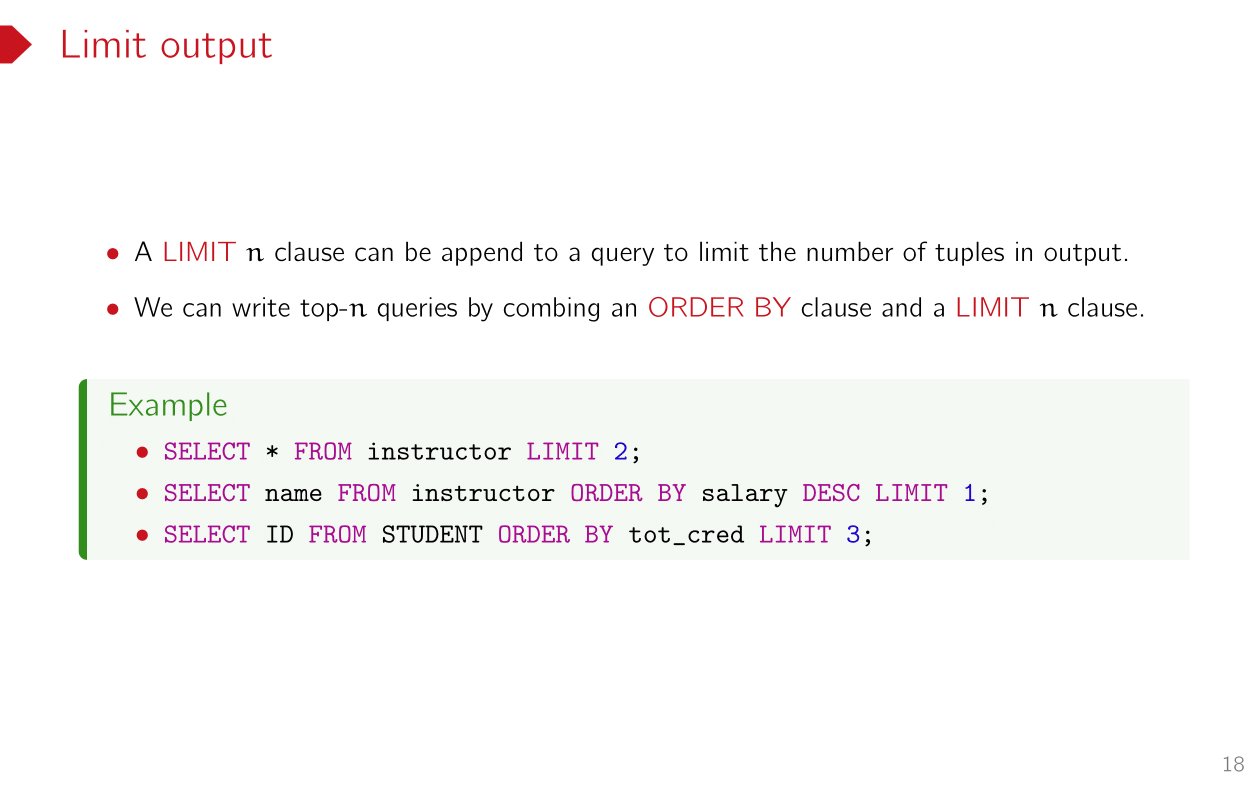 Limit output
• A LIMIT n clause can be append to a query to limit the number of tuples in output.
• We can write top-n queries by combing an ORDER BY clause and a LIMIT n clause.
Example
• SELECT * FROM instructor LIMIT 2;
• SELECT name FROM instructor ORDER BY salary DESC LIMIT 1;
• SELECT ID FROM STUDENT ORDER BY tot_cred LIMIT 3;
18